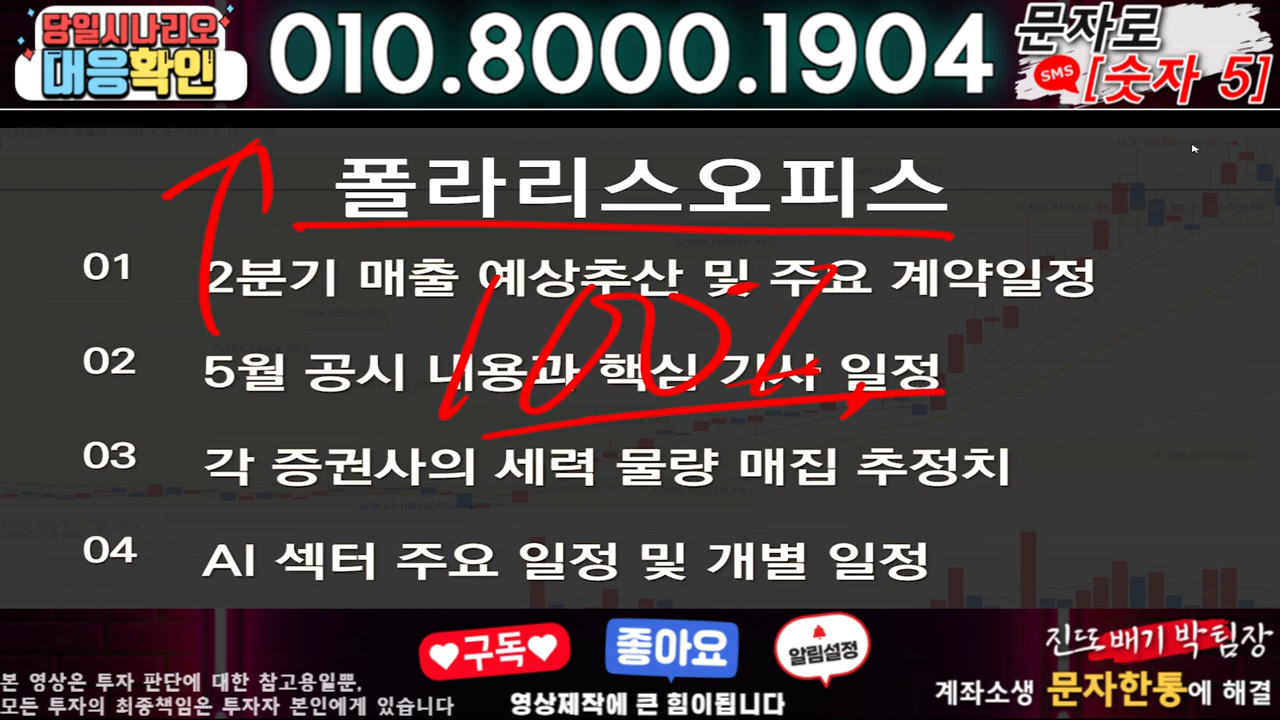 당일시나리오
대응확인
010.8000.1904
문자로
SMS [숫자 5]
폴라리스오피스
01 2분기 매출 예상추산 및 주요 계약일정
100%
02 5월 공시 내용과 핵심 기사 일정
03 각 증권사의 세력 물량 매집 추정치
04 AI 섹터 주요 일정 및 개별 일정
구독 좋아요 알림설정
영상제작에 큰 힘이됩니다
본 영상은 투자 판단에 대한 참고용일뿐,
모든 투자의 최종책임은 투자자 본인에게 있습니다
진또배기 박팀장
계좌소생 문자한통에 해결